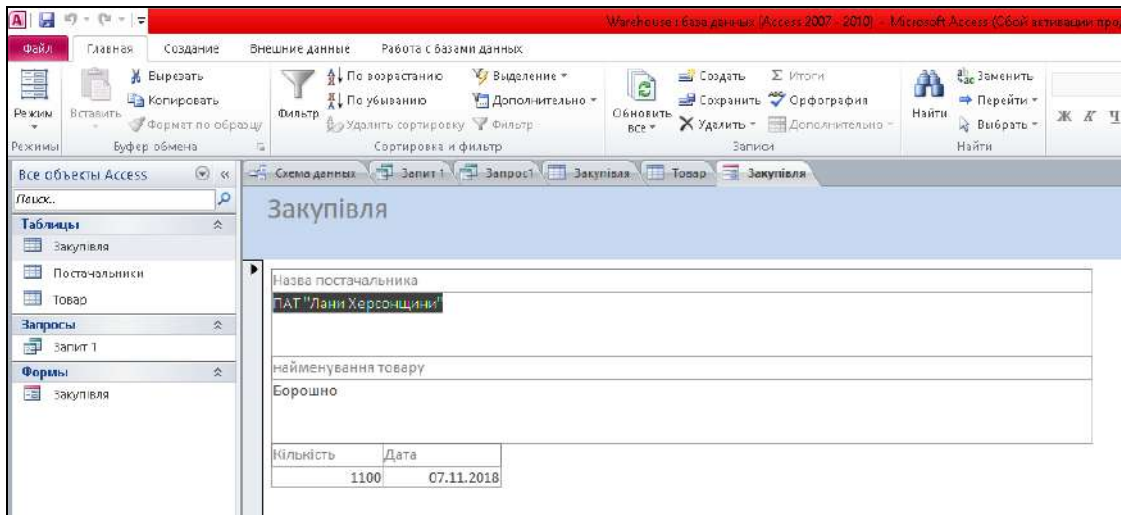 Warehouse : база данных (Access 2007 - 2010) - Microsoft Access (Сбой активации про
Файл Главная Создание Внешние данные Работа с базами данных
Режим
Вставить
Вырезать
Копировать
Формат по образцу
Фильтр
По возрастанию
По убыванию
Удалить сортировку
Выделение
Дополнительно
Фильтр
Обновить все
Создать
Сохранить
Удалить
Итоги
Орфография
Дополнительно
Найти
Заменить
Перейти
Выбрать
Ж К Ч
Режимы Буфер обмена Сортировка и фильтр Записи Найти
Все объекты Access
Поиск..
Таблицы
Закупівля
Постачальники
Товар
Запросы
Запит 1
Формы
Закупівля
Схема данных Запит 1 Запрос1 Закупівля Товар Закупівля
Закупівля
Назва постачальника
ПАТ "Лани Херсонщини"
найменування товару
Борошно
Кількість Дата
1100 07.11.2018